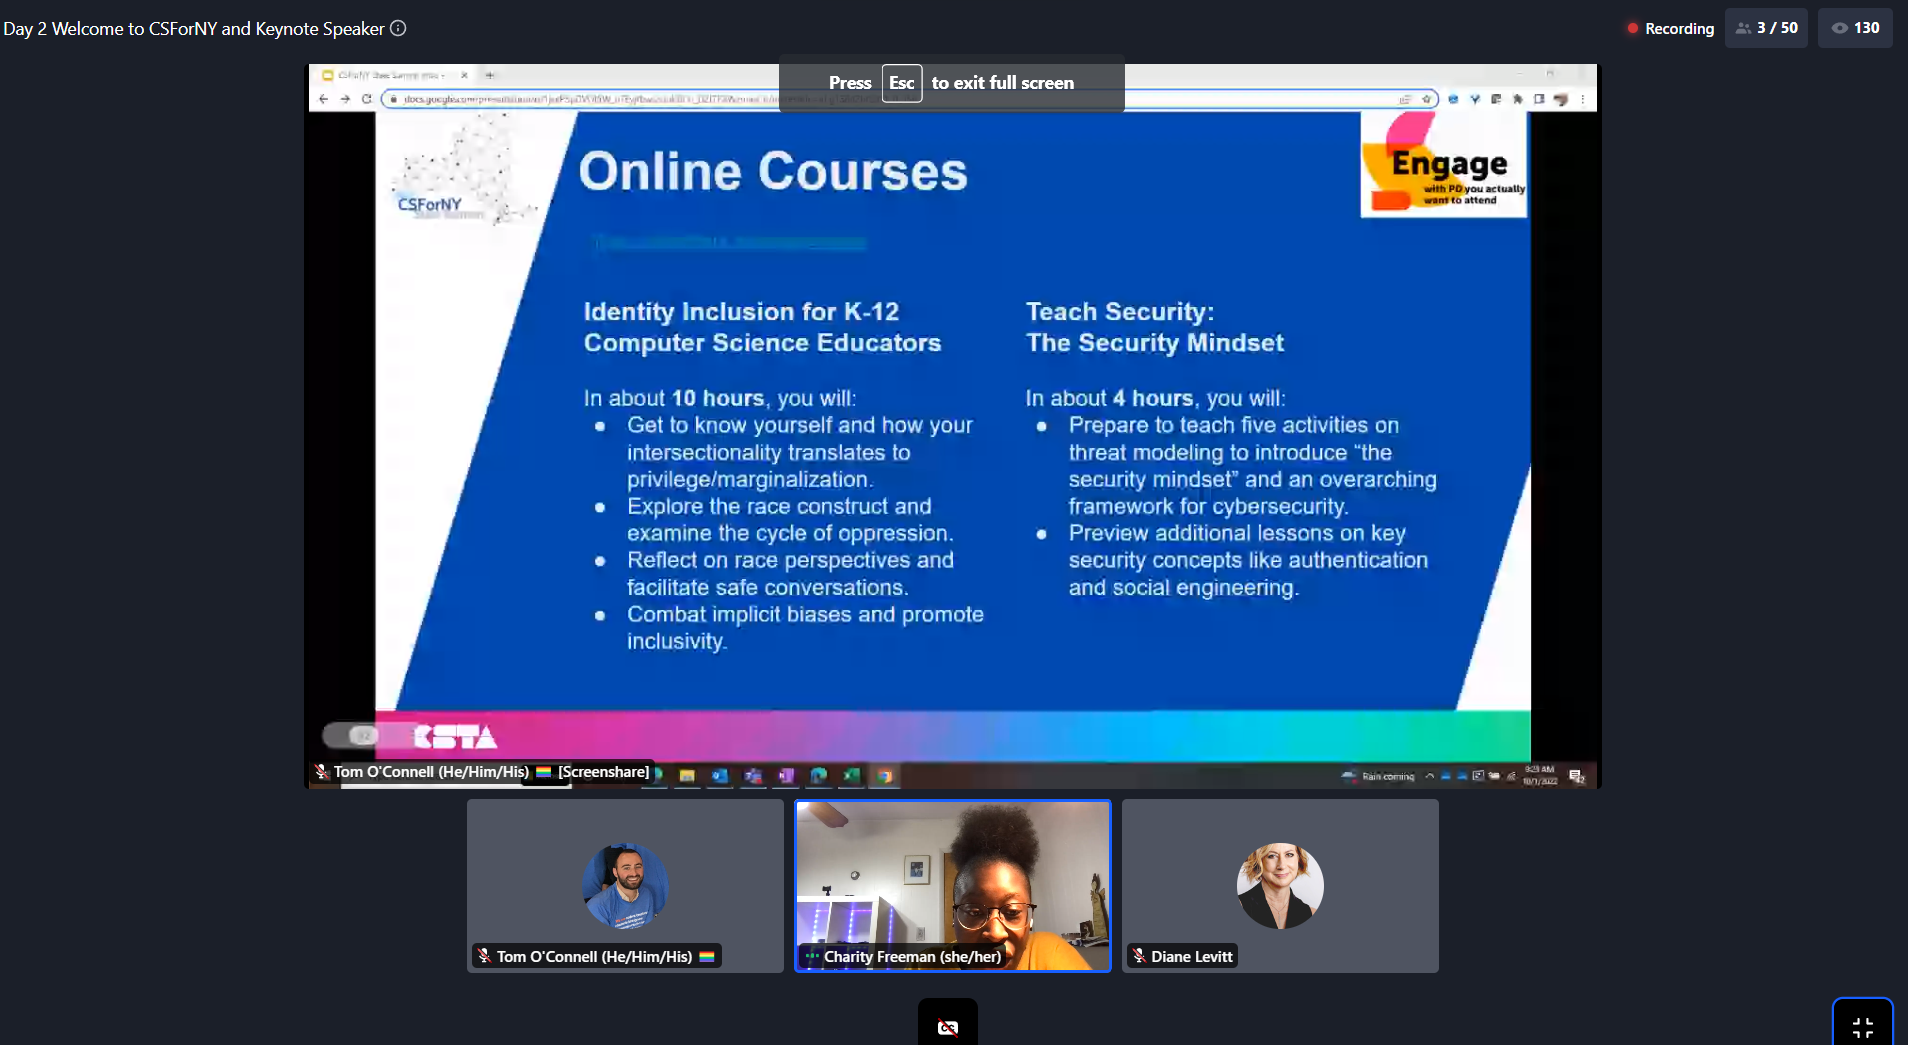 Day 2 Welcome to CSForNY and Keynote Speaker
Recording
3 / 50
130
Press Esc to exit full screen
CSForNY
Online Courses
Engage
with PD you actually
want to attend
Identity Inclusion for K-12
Computer Science Educators
In about 10 hours, you will:
● Get to know yourself and how your
intersectionality translates to
privilege/marginalization.
● Explore the race construct and
examine the cycle of oppression.
● Reflect on race perspectives and
facilitate safe conversations.
● Combat implicit biases and promote
inclusivity.
Teach Security:
The Security Mindset
In about 4 hours, you will:
● Prepare to teach five activities on
threat modeling to introduce “the
security mindset” and an overarching
framework for cybersecurity.
● Preview additional lessons on key
security concepts like authentication
and social engineering.
CSTA
Tom O'Connell (He/Him/His) [Screenshare]
Rain coming
10/1/2022
Tom O'Connell (He/Him/His)
Charity Freeman (she/her)
Diane Levitt
CC